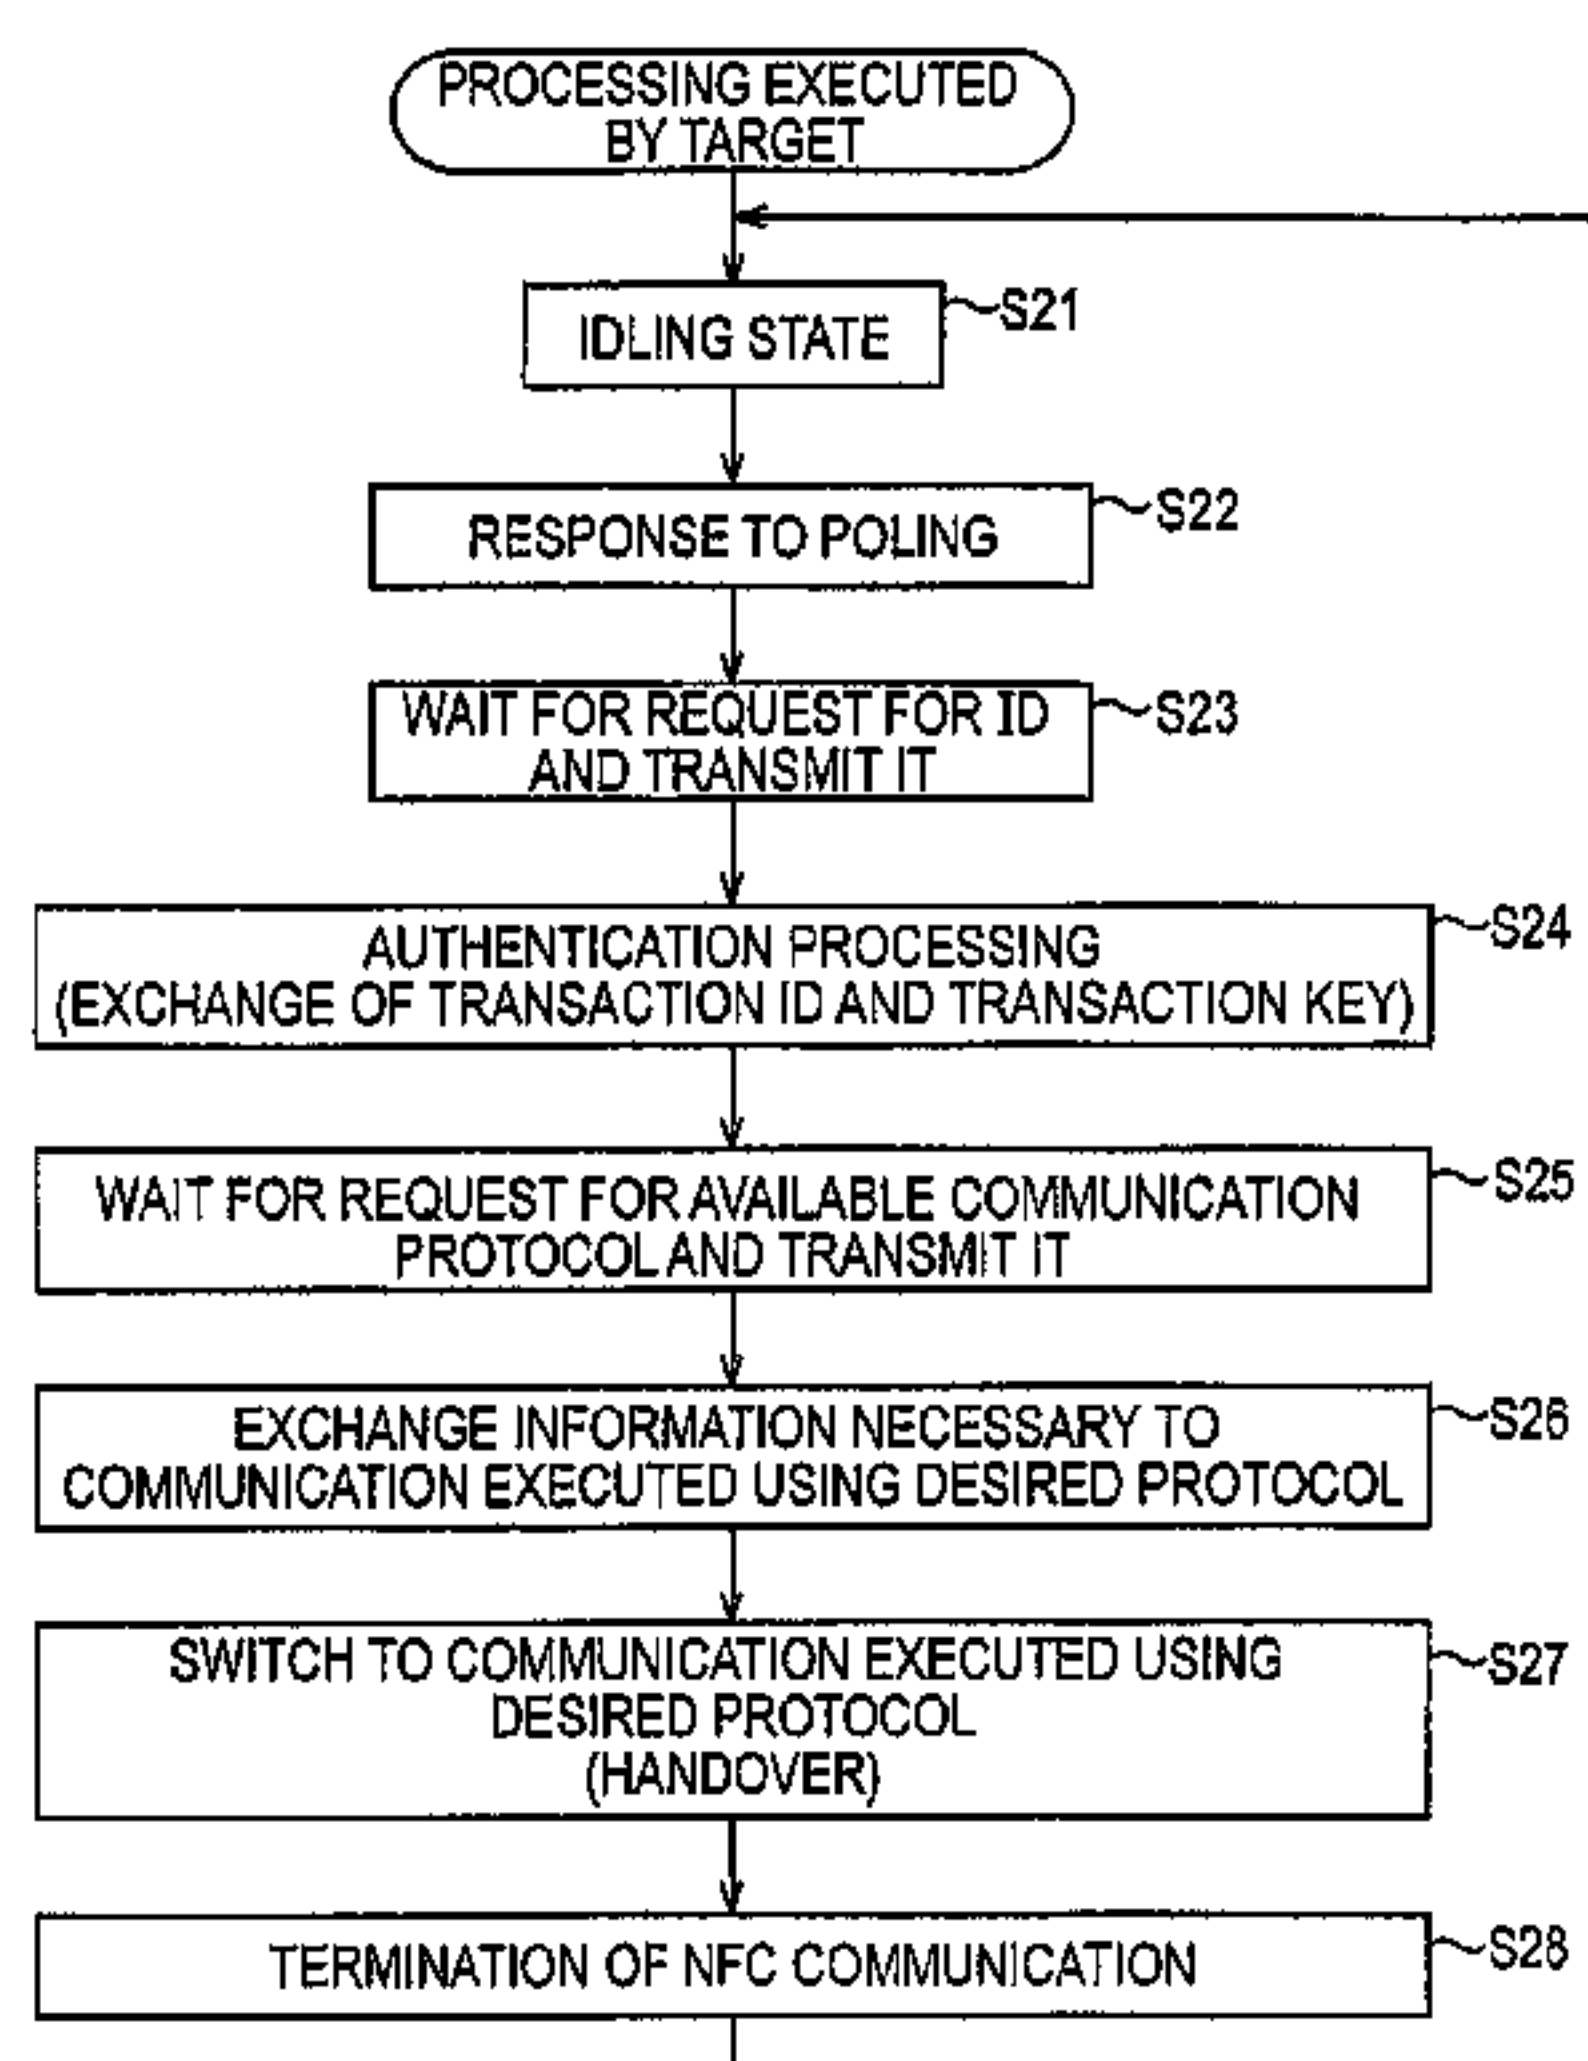 PROCESSING EXECUTED
BY TARGET
IDLING STATE
S21
RESPONSE TO POLING
S22
WAIT FOR REQUEST FOR ID
AND TRANSMIT IT
S23
AUTHENTICATION PROCESSING
(EXCHANGE OF TRANSACTION ID AND TRANSACTION KEY)
S24
WAIT FOR REQUEST FOR AVAILABLE COMMUNICATION
PROTOCOL AND TRANSMIT IT
S25
EXCHANGE INFORMATION NECESSARY TO
COMMUNICATION EXECUTED USING DESIRED PROTOCOL
S26
SWITCH TO COMMUNICATION EXECUTED USING
DESIRED PROTOCOL
(HANDOVER)
S27
TERMINATION OF NFC COMMUNICATION
S28